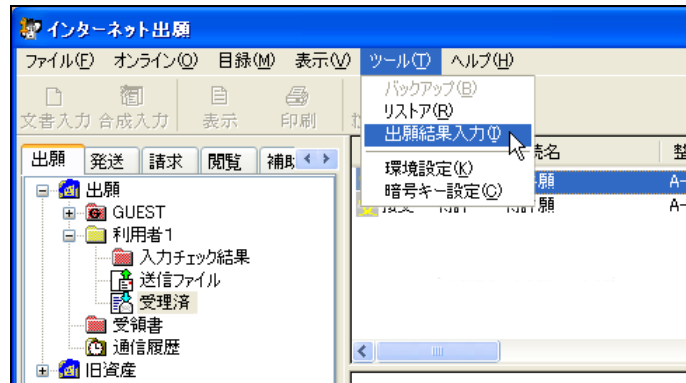 インターネット出願
ファイル(F) オンライン(O) 目録(M) 表示(V) ツール(T) ヘルプ(H)
文書入力 合成入力 表示 印刷
バックアップ(B)
リストア(R)
出願結果入力(I)
環境設定(K)
暗号キー設定(C)
出願 発送 請求 閲覧
出願
GUEST
利用者1
入力チェック結果
送信ファイル
受理済
受領書
通信履歴
旧資産
名 整
願 A-
願 A-